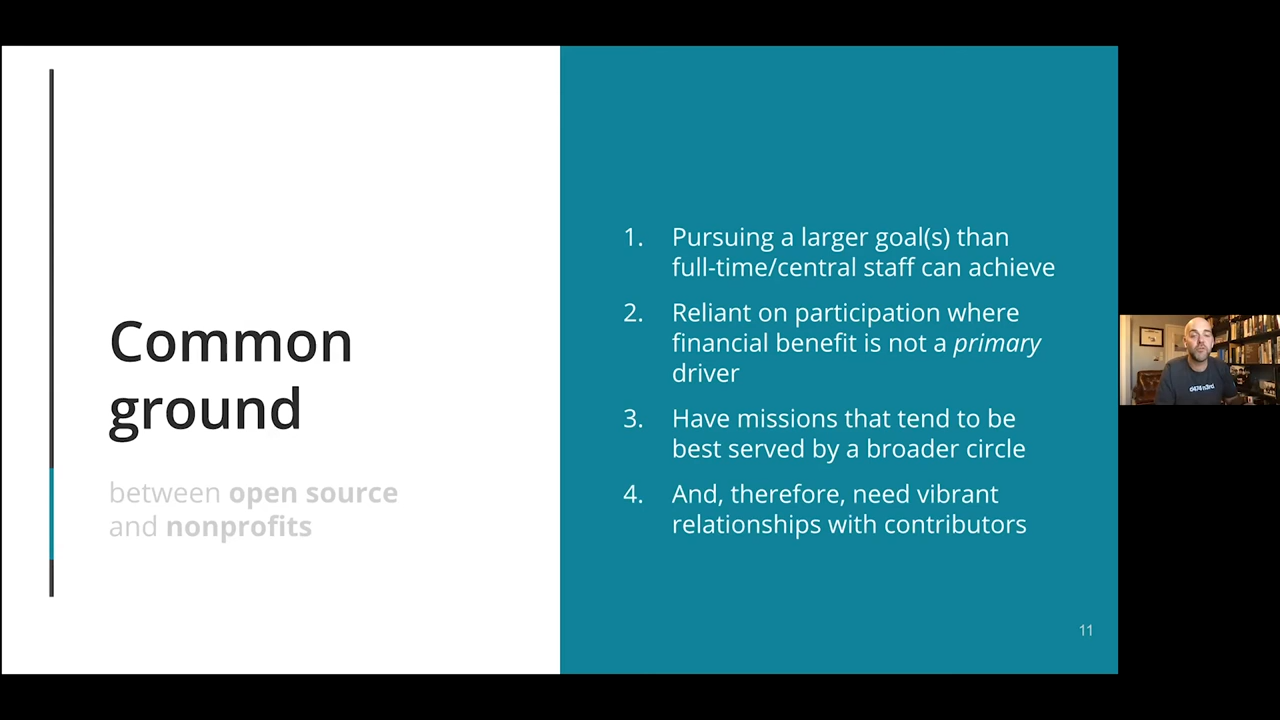 Common
ground
between open source
and nonprofits
1. Pursuing a larger goal(s) than
full-time/central staff can achieve
2. Reliant on participation where
financial benefit is not a primary
driver
3. Have missions that tend to be
best served by a broader circle
4. And, therefore, need vibrant
relationships with contributors
11